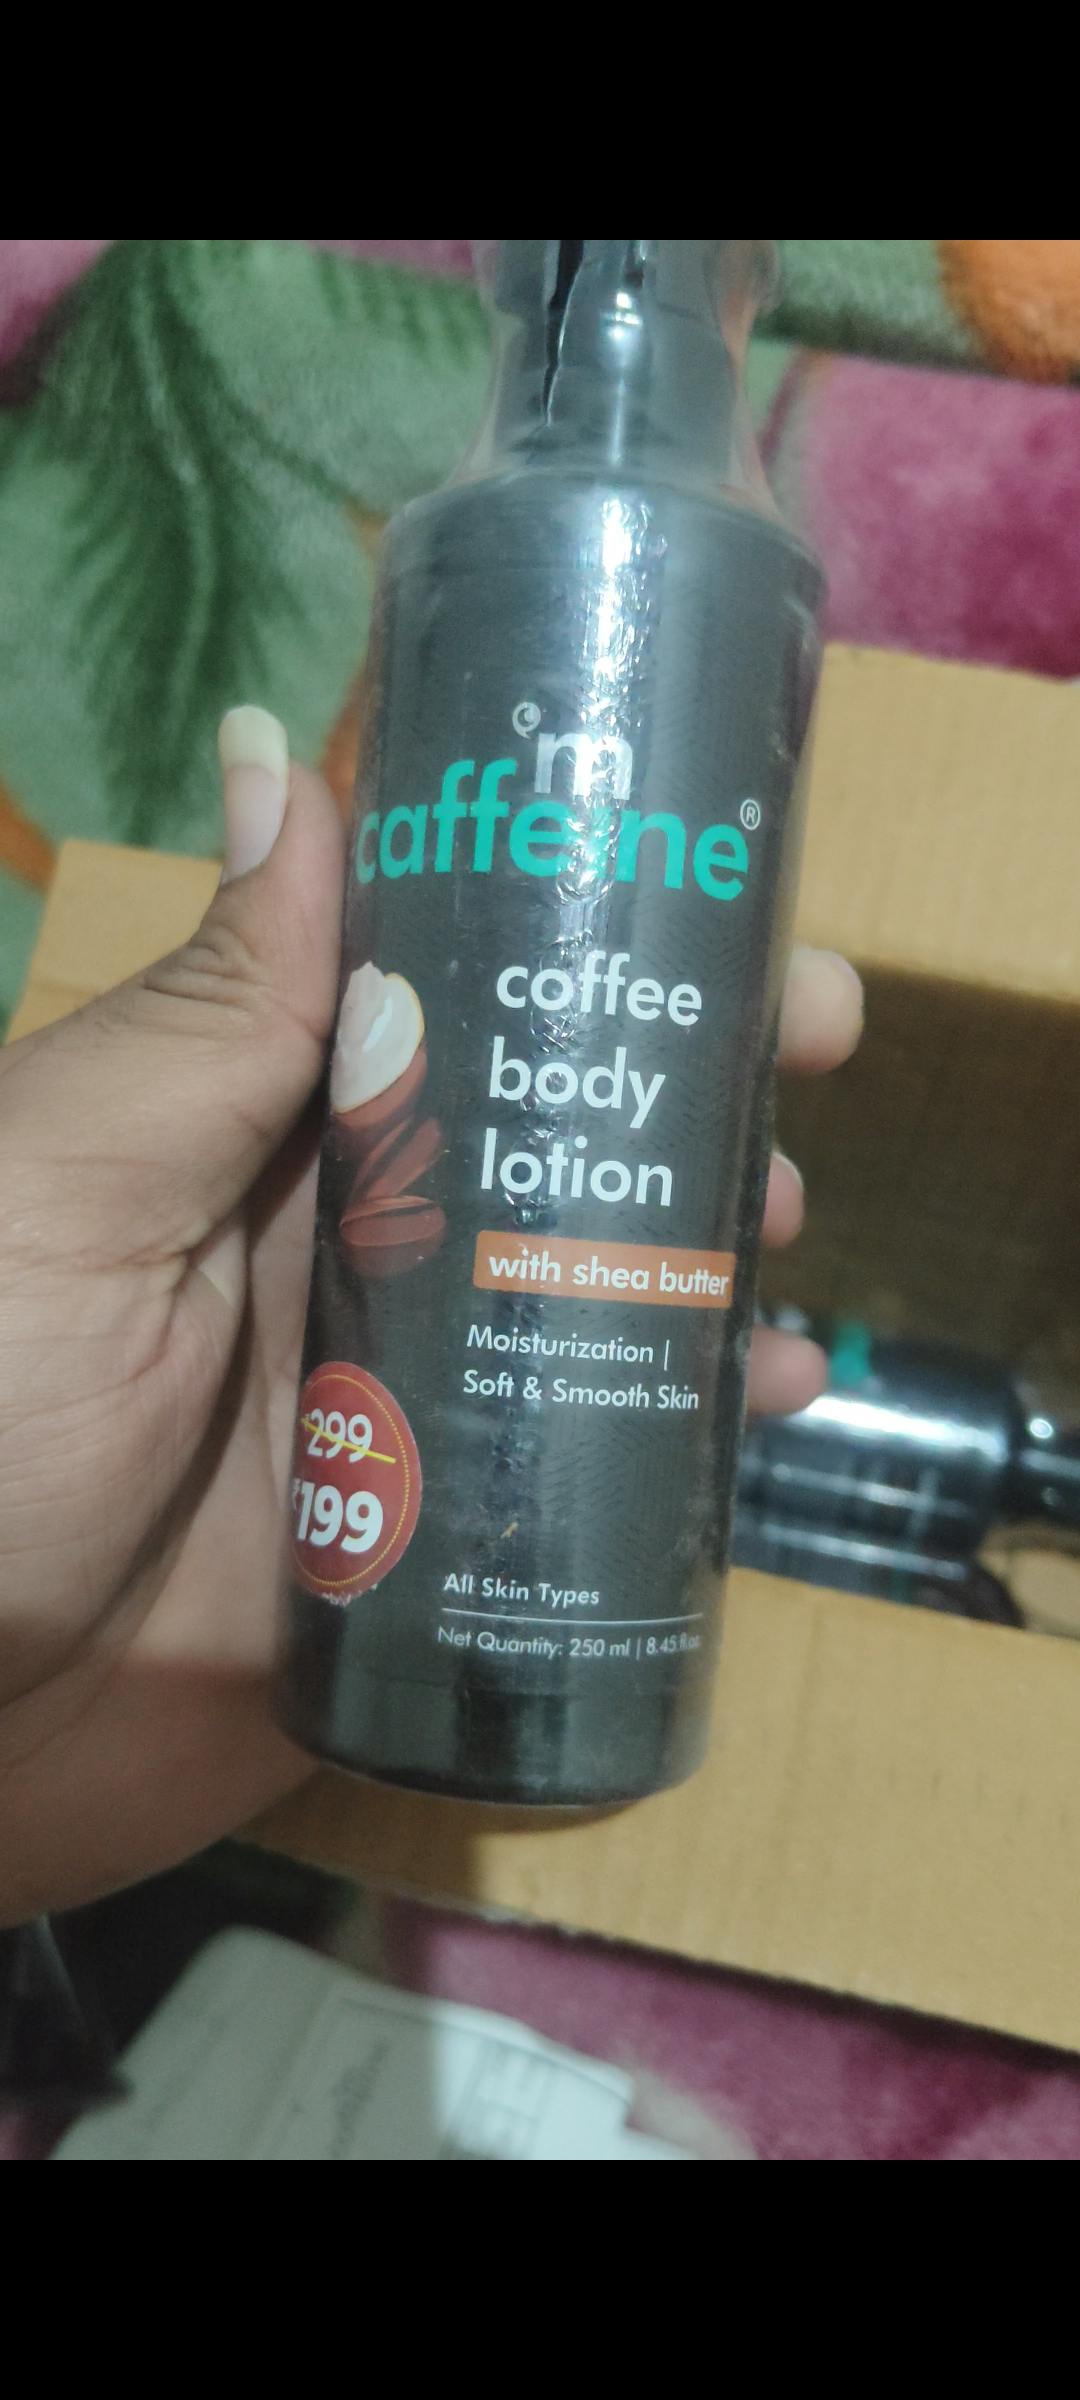 'm
caffeine®
coffee
body
lotion
with shea butter
Moisturization |
Soft & Smooth Skin
₹299
₹199
All Skin Types
Net Quantity: 250 ml | 8.45 fl.oz